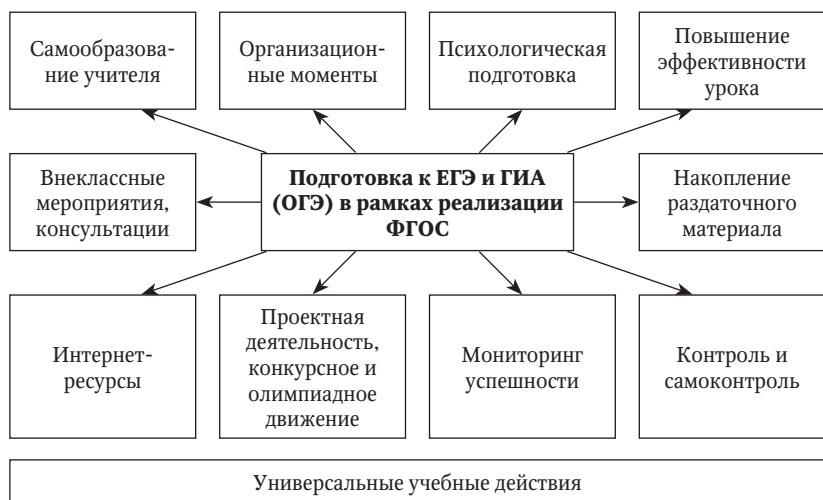 Самообразова-
ние учителя
Организацион-
ные моменты
Психологическая
подготовка
Повышение
эффективности
урока
Внеклассные
мероприятия,
консультации
Подготовка к ЕГЭ и ГИА
(ОГЭ) в рамках реализации
ФГОС
Накопление
раздаточного
материала
Интернет-
ресурсы
Проектная
деятельность,
конкурсное и
олимпиадное
движение
Мониторинг
успешности
Контроль и
самоконтроль
Универсальные учебные действия